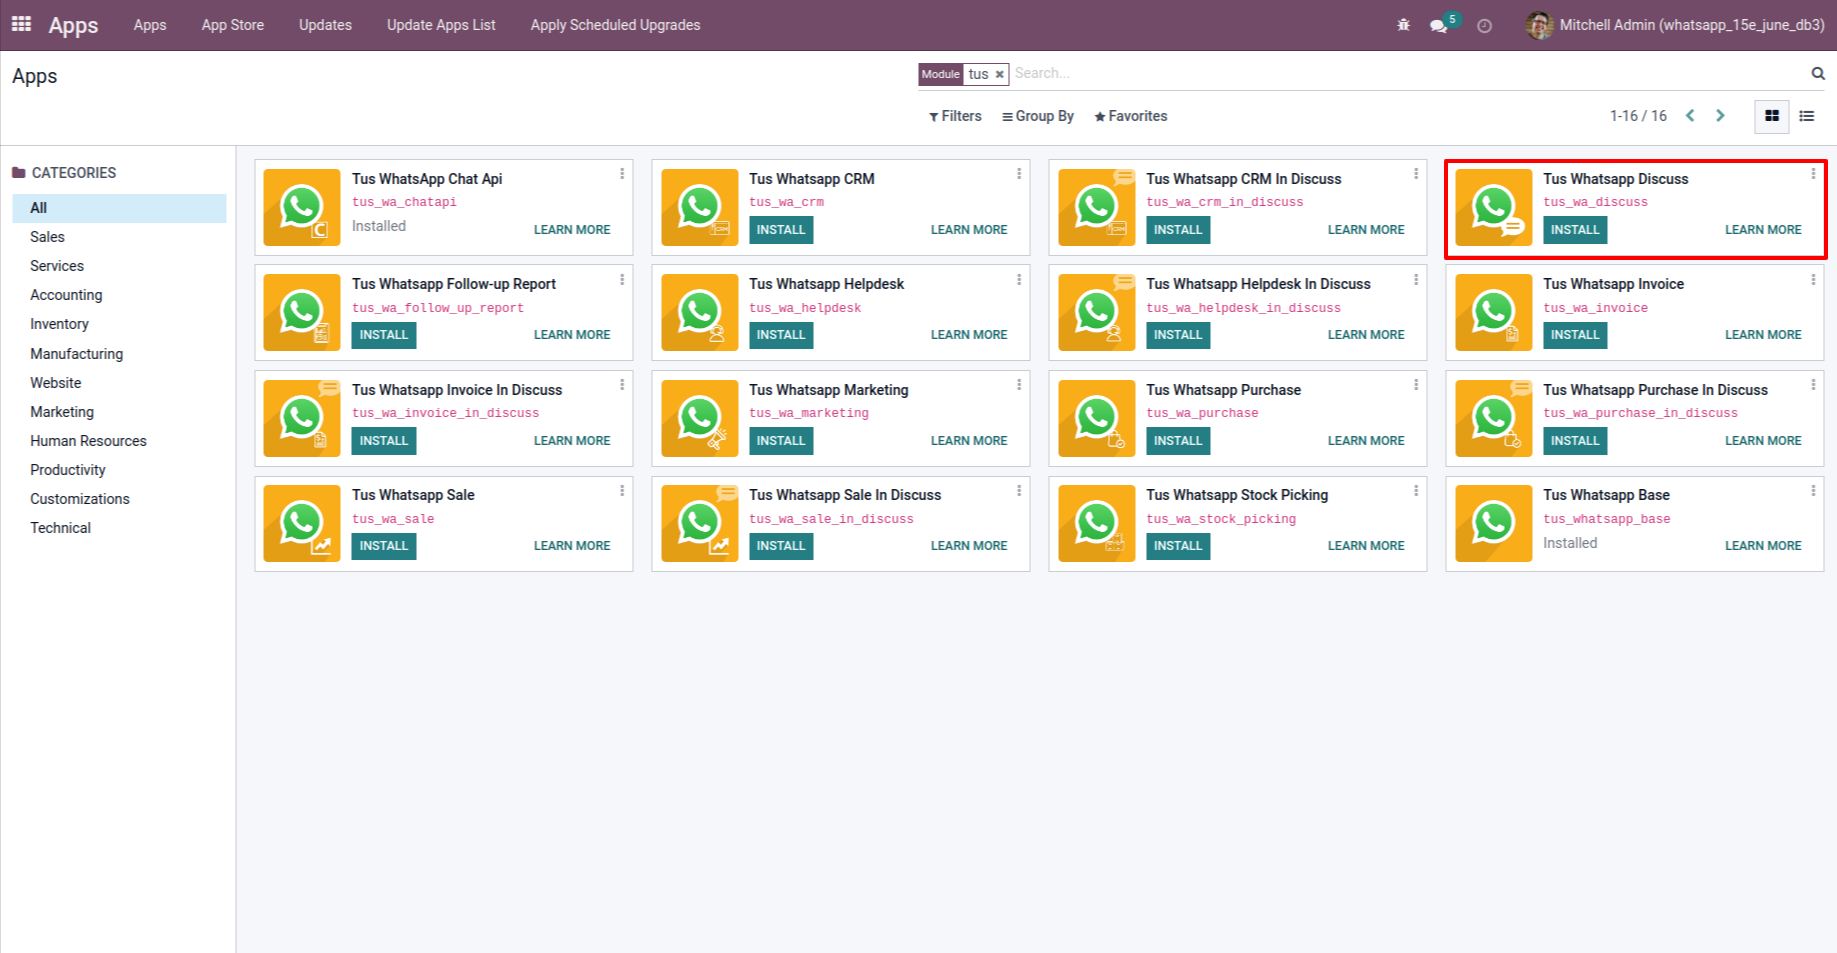 Apps Apps App Store Updates Update Apps List Apply Scheduled Upgrades 5 Mitchell Admin (whatsapp_15e_june_db3)
Apps
Module tus × Search...
Filters Group By Favorites 1-16 / 16
CATEGORIES
All
Sales
Services
Accounting
Inventory
Manufacturing
Website
Marketing
Human Resources
Productivity
Customizations
Technical
Tus WhatsApp Chat Api
tus_wa_chatapi
Installed LEARN MORE
Tus Whatsapp CRM
tus_wa_crm
INSTALL LEARN MORE
Tus Whatsapp CRM In Discuss
tus_wa_crm_in_discuss
INSTALL LEARN MORE
Tus Whatsapp Discuss
tus_wa_discuss
INSTALL LEARN MORE
Tus Whatsapp Follow-up Report
tus_wa_follow_up_report
INSTALL LEARN MORE
Tus Whatsapp Helpdesk
tus_wa_helpdesk
INSTALL LEARN MORE
Tus Whatsapp Helpdesk In Discuss
tus_wa_helpdesk_in_discuss
INSTALL LEARN MORE
Tus Whatsapp Invoice
tus_wa_invoice
INSTALL LEARN MORE
Tus Whatsapp Invoice In Discuss
tus_wa_invoice_in_discuss
INSTALL LEARN MORE
Tus Whatsapp Marketing
tus_wa_marketing
INSTALL LEARN MORE
Tus Whatsapp Purchase
tus_wa_purchase
INSTALL LEARN MORE
Tus Whatsapp Purchase In Discuss
tus_wa_purchase_in_discuss
INSTALL LEARN MORE
Tus Whatsapp Sale
tus_wa_sale
INSTALL LEARN MORE
Tus Whatsapp Sale In Discuss
tus_wa_sale_in_discuss
INSTALL LEARN MORE
Tus Whatsapp Stock Picking
tus_wa_stock_picking
INSTALL LEARN MORE
Tus Whatsapp Base
tus_whatsapp_base
Installed LEARN MORE